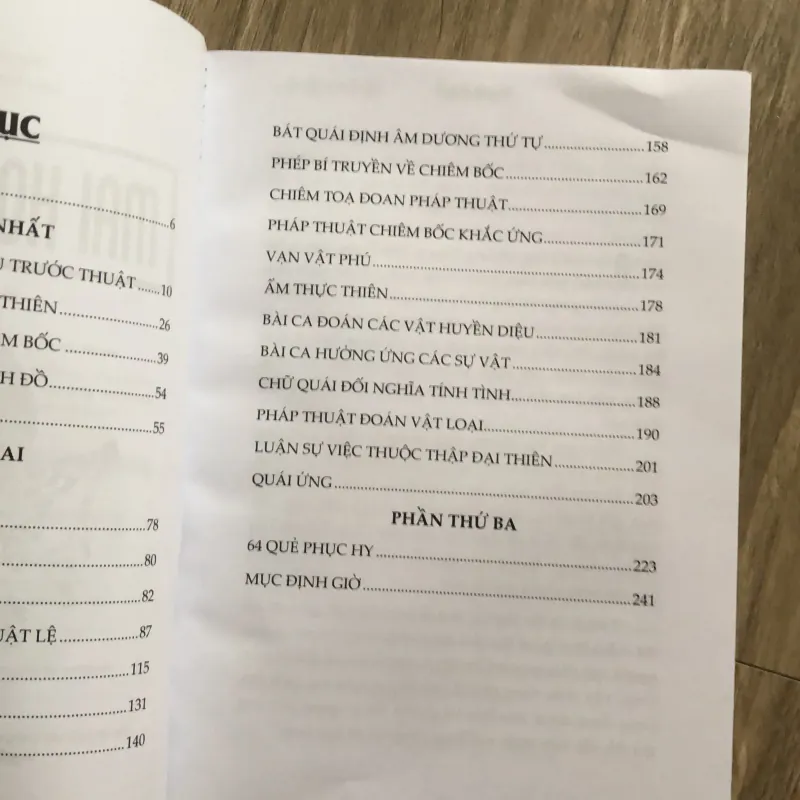 ục
6
NHẤT
TRƯỚC THUẬT.......10
THIÊN....................26
M BỐC ..................39
H ĐỒ.....................54
55
AI
78
80
82
UẬT LỆ....................87
115
131
140
BÁT QUÁI ĐỊNH ÂM DƯƠNG THỨ TỰ.....................158
PHÉP BÍ TRUYỀN VỀ CHIÊM BỐC............................162
CHIÊM TOẠ ĐOAN PHÁP THUẬT...........................169
PHÁP THUẬT CHIÊM BỐC KHẮC ỨNG.....................171
VẠN VẬT PHÚ....................................................174
ẨM THỰC THIÊN..................................................178
BÀI CA ĐOÁN CÁC VẬT HUYỀN DIỆU......................181
BÀI CA HƯỞNG ỨNG CÁC SỰ VẬT.........................184
CHỮ QUÁI ĐỐI NGHĨA TÍNH TÌNH..........................188
PHÁP THUẬT ĐOÁN VẬT LOẠI...............................190
LUẬN SỰ VIỆC THUỘC THẬP ĐẠI THIÊN..................201
QUÁI ỨNG..........................................................203
PHẦN THỨ BA
64 QUẺ PHỤC HY................................................223
MỤC ĐỊNH GIỜ...................................................241